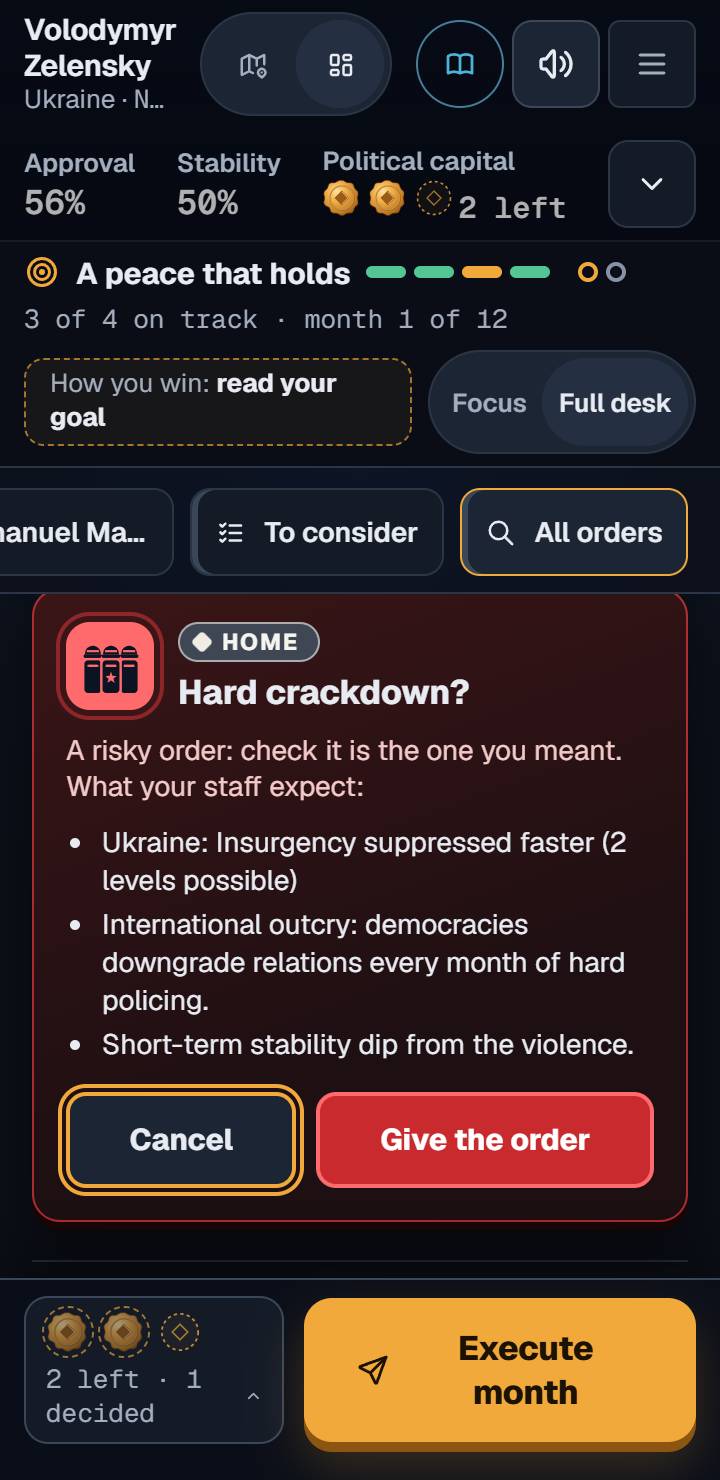 Volodymyr
Zelensky
Ukraine · N…
Approval
56%
Stability
50%
Political capital
2 left
A peace that holds
3 of 4 on track · month 1 of 12
How you win: read your
goal
Focus
Full desk
anuel Ma…
To consider
All orders
HOME
Hard crackdown?
A risky order: check it is the one you meant.
What your staff expect:
• Ukraine: Insurgency suppressed faster (2
levels possible)
• International outcry: democracies
downgrade relations every month of hard
policing.
• Short-term stability dip from the violence.
Cancel
Give the order
2 left · 1
decided
Execute
month